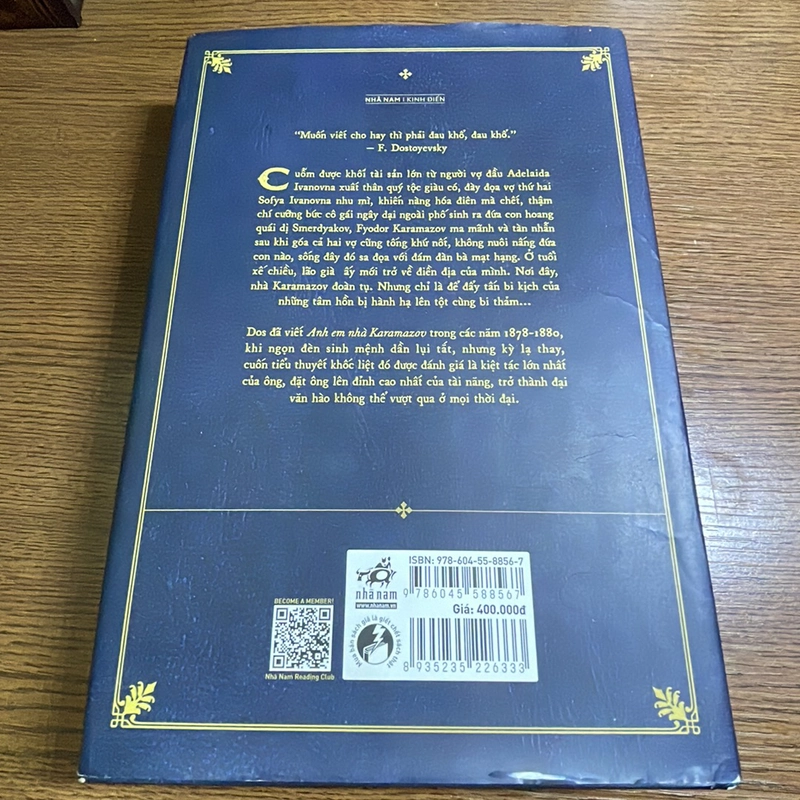 NHÃ NAM | KINH ĐIỂN
“Muốn viết cho hay thì phải đau khổ, đau khổ.”
— F. Dostoyevsky
Cuỗm được khối tài sản lớn từ người vợ đầu Adelaida
Ivanovna xuất thân quý tộc giàu có, đày đọa vợ thứ hai
Sofya Ivanovna nhu mì, khiến nàng hóa điên mà chết, thậm
chí cưỡng bức cô gái ngây dại ngoài phố sinh ra đứa con hoang
quái dị Smerdyakov, Fyodor Karamazov ma mãnh và tàn nhẫn
sau khi góa cả hai vợ cũng tống khứ nốt, không nuôi nấng đứa
con nào, sống đầy đó sa đọa với đám đàn bà mạt hạng. Ở tuổi
xế chiều, lão già ấy mới trở về điền địa của mình. Nơi đây,
nhà Karamazov đoàn tụ. Nhưng chỉ là để đẩy tấn bi kịch của
những tâm hồn bị hành hạ lên tột cùng bi thảm...
Dos đã viết Anh em nhà Karamazov trong các năm 1878-1880,
khi ngọn đèn sinh mệnh dần lụi tắt, nhưng kỳ lạ thay,
cuốn tiểu thuyết khốc liệt đó được đánh giá là kiệt tác lớn nhất
của ông, đặt ông lên đỉnh cao nhất của tài năng, trở thành đại
văn hào không thể vượt qua ở mọi thời đại.
BECOME A MEMBER!
Nhã Nam Reading Club
nhã nam
www.nhanam.vn
Mua bán sách giả là giết chết sách thật
ISBN: 978-604-55-8856-7
9 786045 588567
Giá: 400.000đ
8 935235 226333